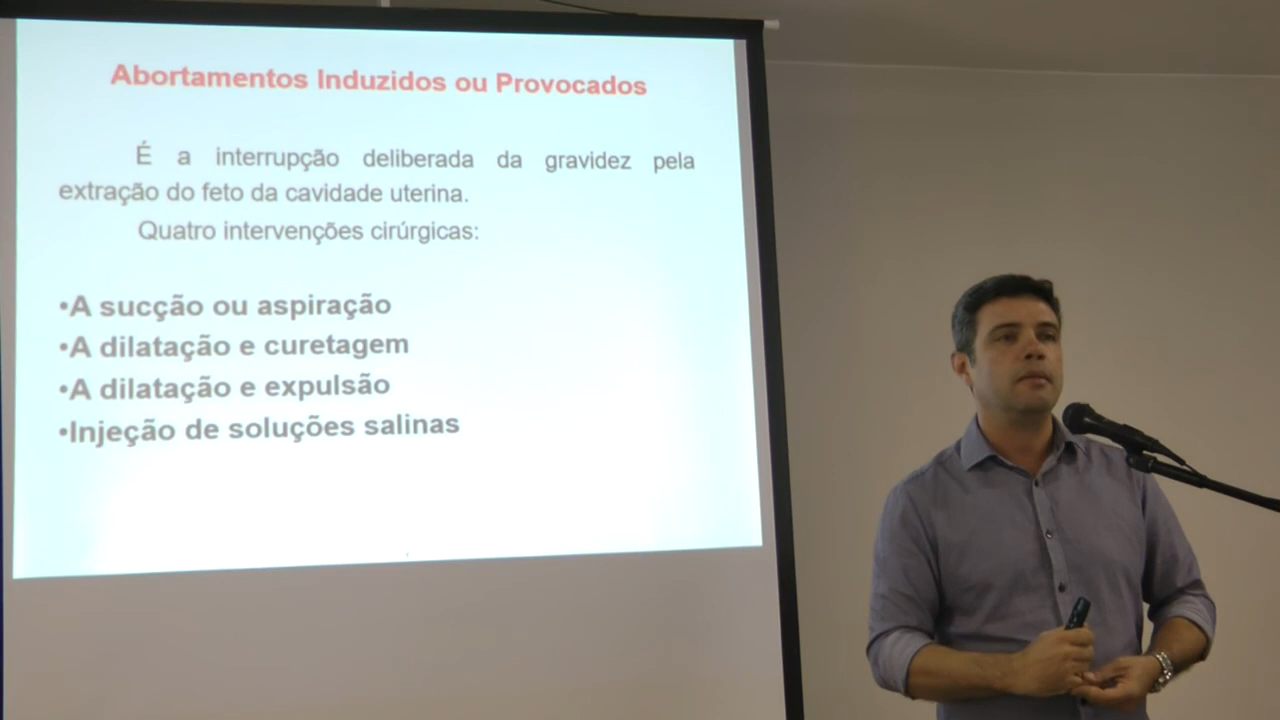 Abortamentos Induzidos ou Provocados
É a interrupção deliberada da gravidez pela
extração do feto da cavidade uterina.
Quatro intervenções cirúrgicas:
•A sucção ou aspiração
•A dilatação e curetagem
•A dilatação e expulsão
•Injeção de soluções salinas